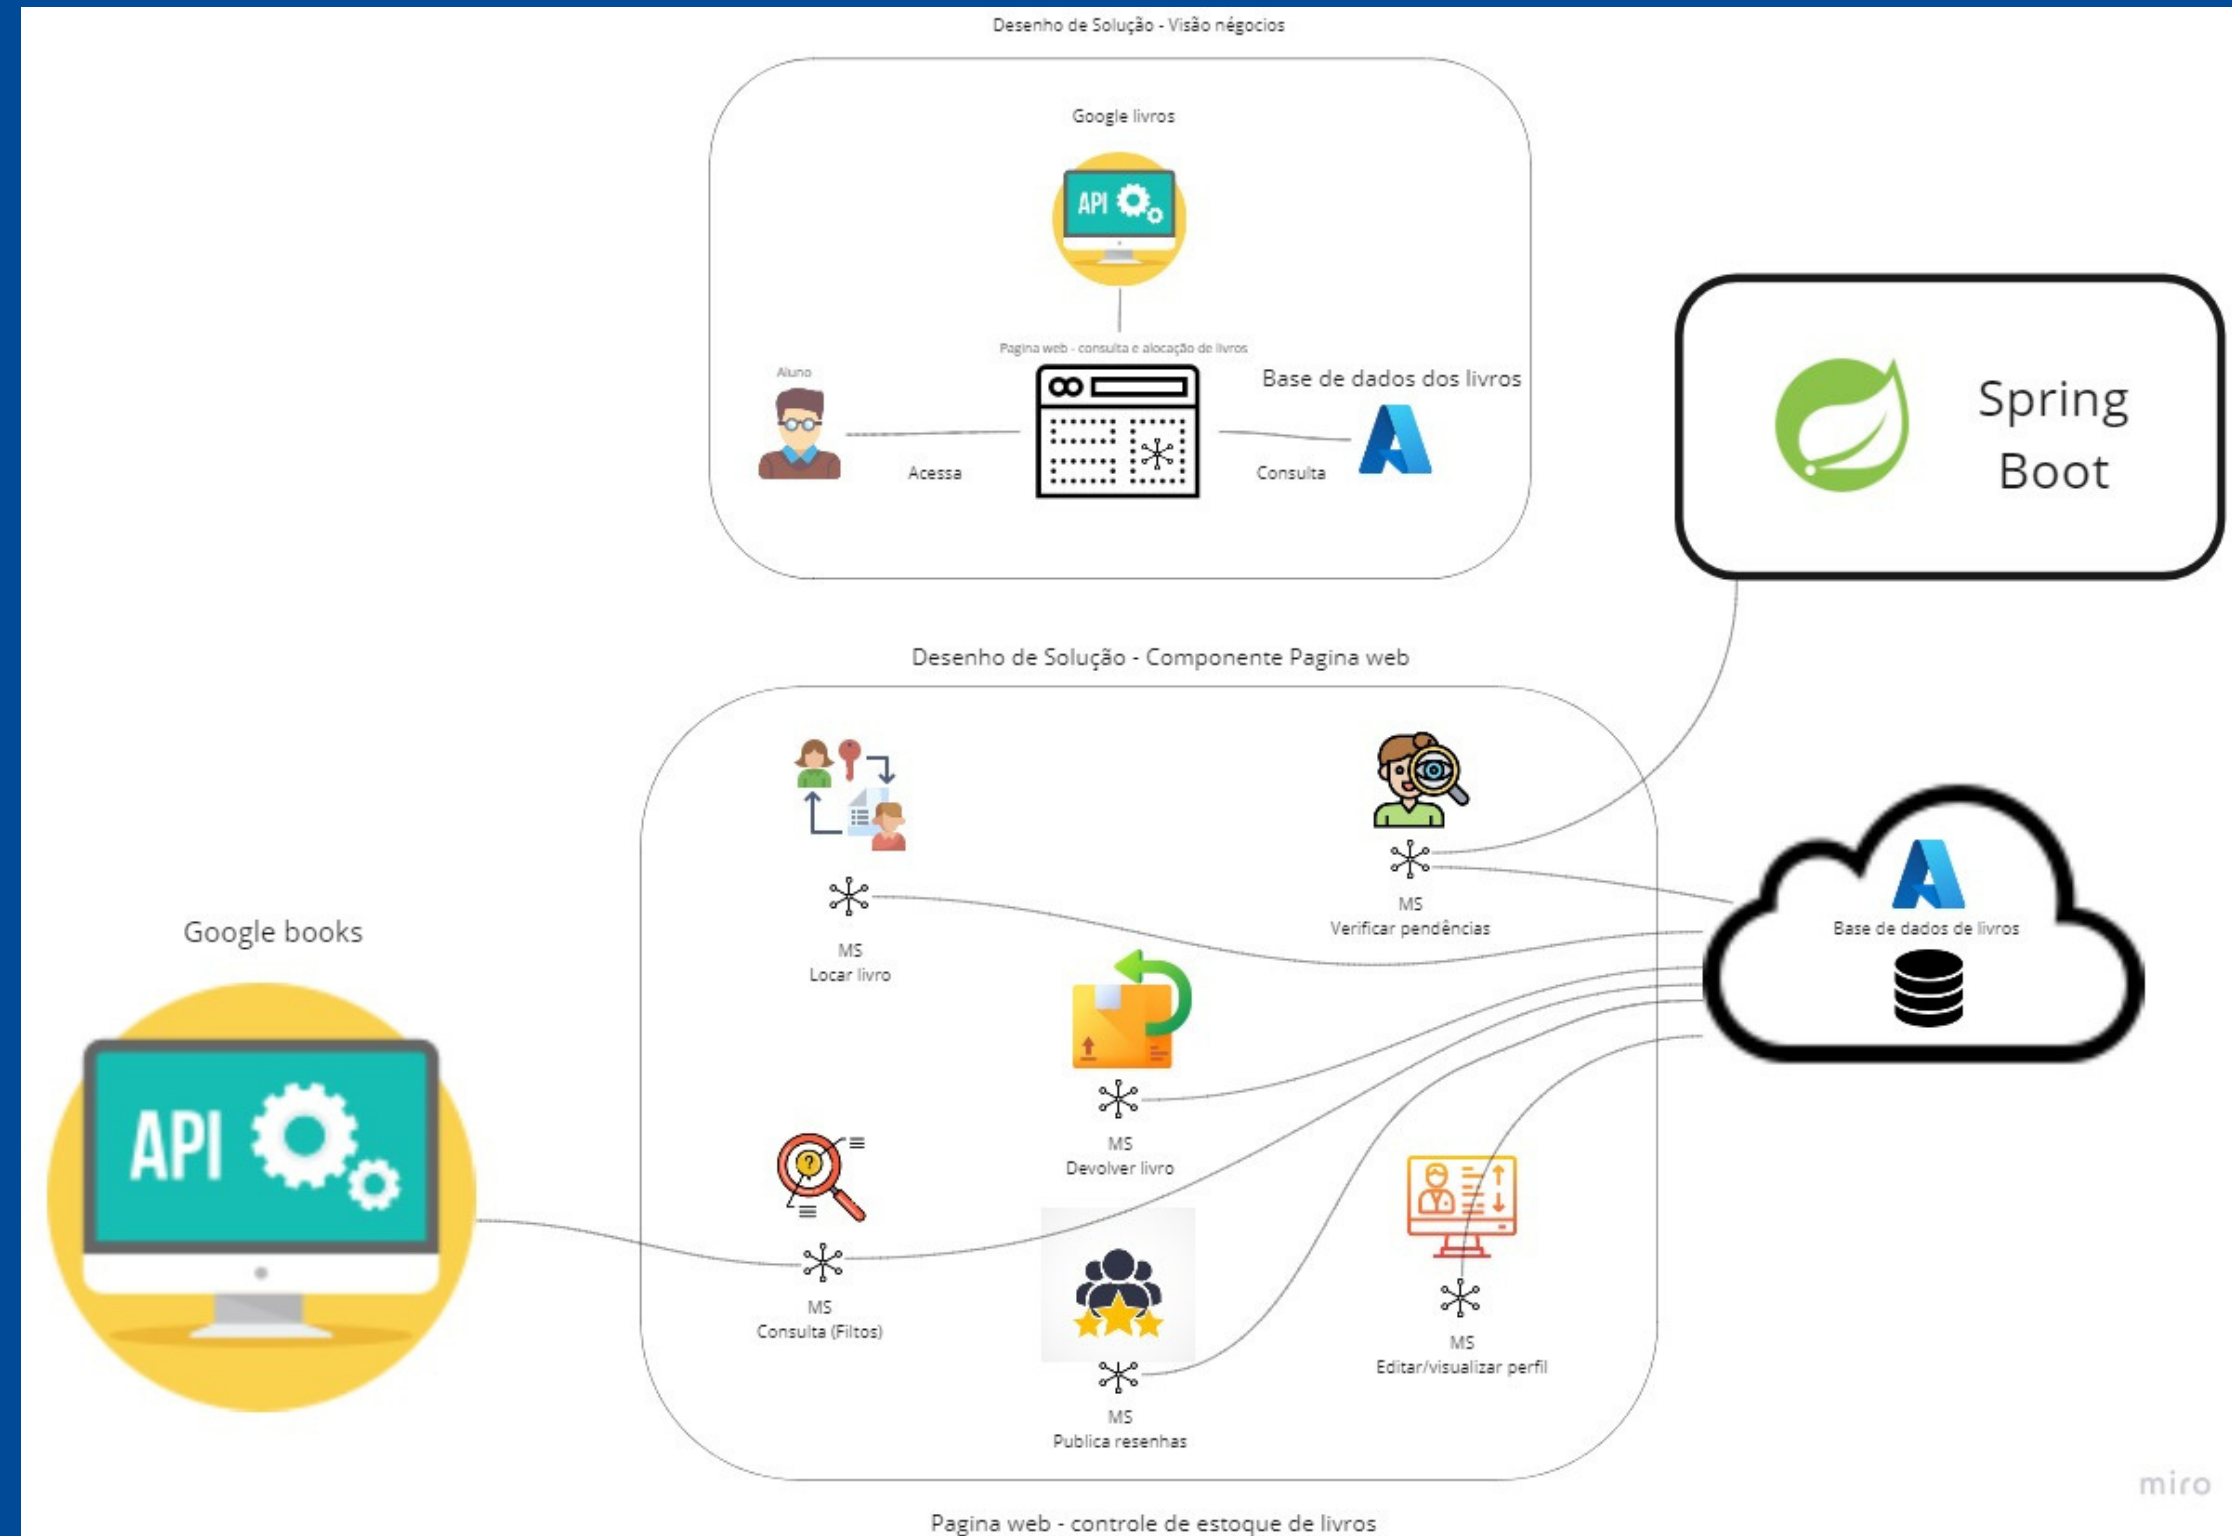 Desenho de Solução - Visão négocios
Google livros
API
Pagina web - consulta e alocação de livros
Aluno
Base de dados dos livros
Acessa
Consulta
Spring
Boot
Desenho de Solução - Componente Pagina web
MS
Verificar pendências
MS
Locar livro
Base de dados de livros
Google books
API
MS
Devolver livro
?
MS
Consulta (Filtos)
MS
Editar/visualizar perfil
MS
Publica resenhas
miro
Pagina web - controle de estoque de livros